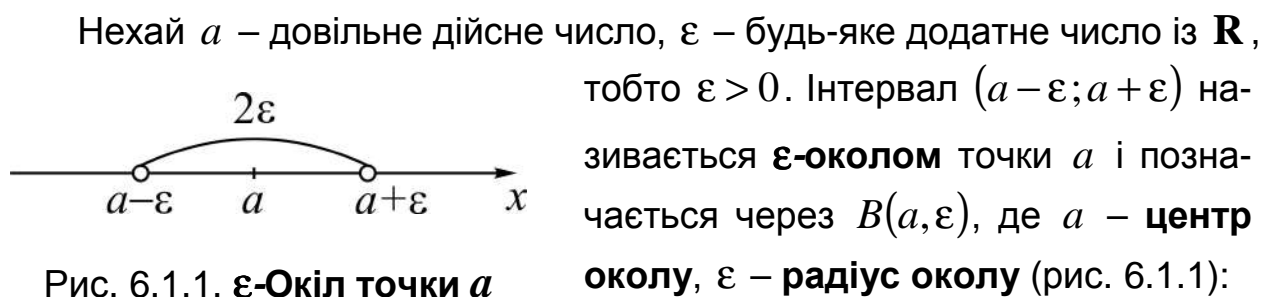 Нехай a – довільне дійсне число, ε – будь-яке додатне число із R,
тобто ε > 0. Інтервал (a – ε; a + ε) на-
зивається ε-околом точки a і позна-
чається через B(a, ε), де a – центр
околу, ε – радіус околу (рис. 6.1.1):
2ε
a–ε a a+ε x
Рис. 6.1.1. ε-Окіл точки a